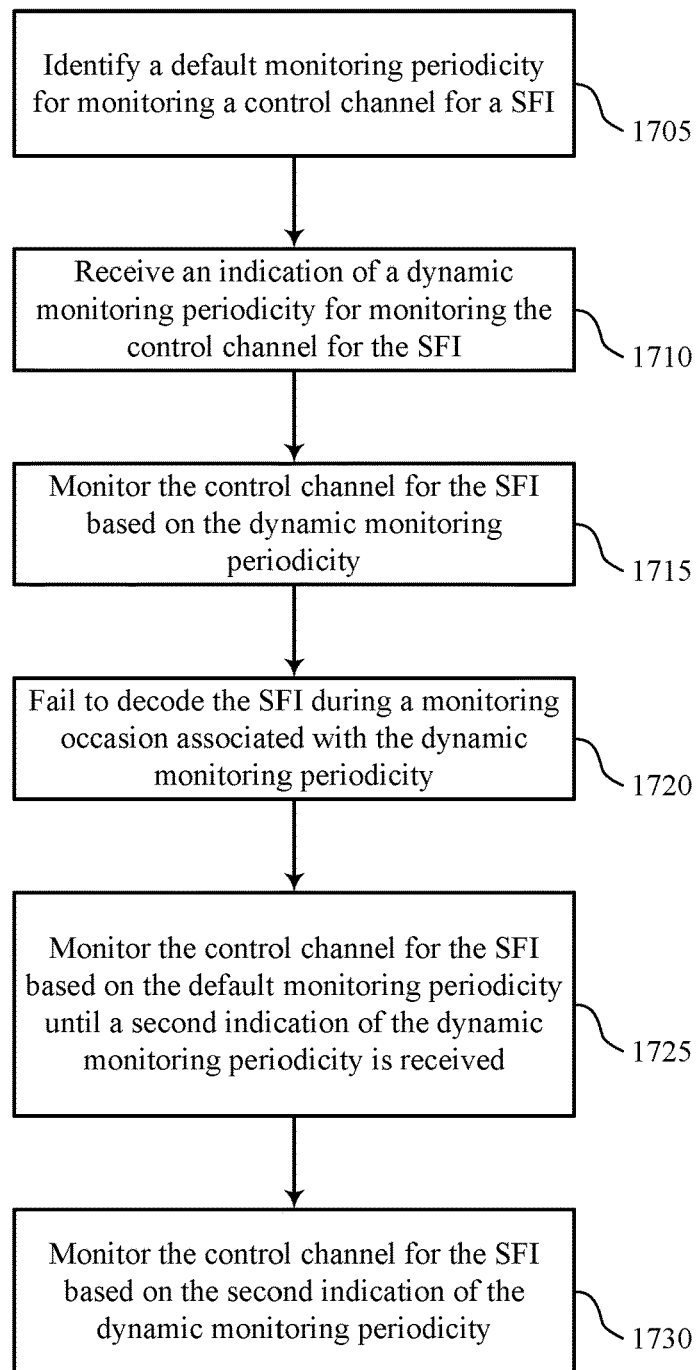 Identify a default monitoring periodicity
for monitoring a control channel for a SFI
1705
Receive an indication of a dynamic
monitoring periodicity for monitoring the
control channel for the SFI
1710
Monitor the control channel for the SFI
based on the dynamic monitoring
periodicity
1715
Fail to decode the SFI during a monitoring
occasion associated with the dynamic
monitoring periodicity
1720
Monitor the control channel for the SFI
based on the default monitoring periodicity
until a second indication of the dynamic
monitoring periodicity is received
1725
Monitor the control channel for the SFI
based on the second indication of the
dynamic monitoring periodicity
1730